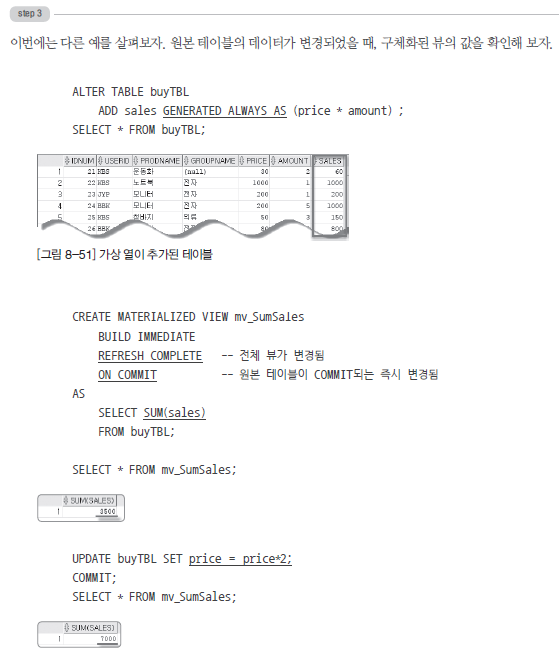 step 3
이번에는 다른 예를 살펴보자. 원본 테이블의 데이터가 변경되었을 때, 구체화된 뷰의 값을 확인해 보자.
ALTER TABLE buyTBL
ADD sales GENERATED ALWAYS AS (price * amount) ;
SELECT * FROM buyTBL;
IDNUM USERID PRODNAME GROUPNAME PRICE AMOUNT SALES
1 21 KBS 운동화 (null) 30 2 60
2 22 KBS 노트북 전자 1000 1 1000
3 23 JYP 모니터 전자 200 1 200
4 24 BBK 모니터 전자 200 5 1000
5 25 KBS 청바지 의류 50 3 150
26 BBK 80 800
[그림 8-51] 가상 열이 추가된 테이블
CREATE MATERIALIZED VIEW mv_SumSales
BUILD IMMEDIATE
REFRESH COMPLETE -- 전체 뷰가 변경됨
ON COMMIT -- 원본 테이블이 COMMIT되는 즉시 변경됨
AS
SELECT SUM(sales)
FROM buyTBL;
SELECT * FROM mv_SumSales;
SUM(SALES)
1 3500
UPDATE buyTBL SET price = price*2;
COMMIT;
SELECT * FROM mv_SumSales;
SUM(SALES)
1 7000